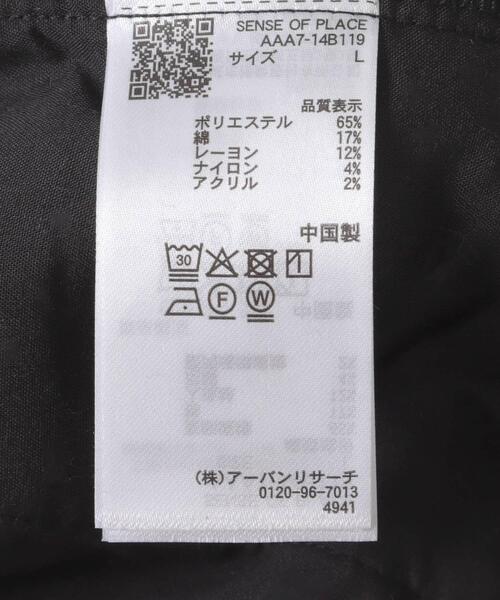 SENSE OF PLACE
AAA7-14B119
サイズ L
品質表示
ポリエステル 65%
綿 17%
レーヨン 12%
ナイロン 4%
アクリル 2%
中国製
30
F W
(株)アーバンリサーチ
0120-96-7013
4941